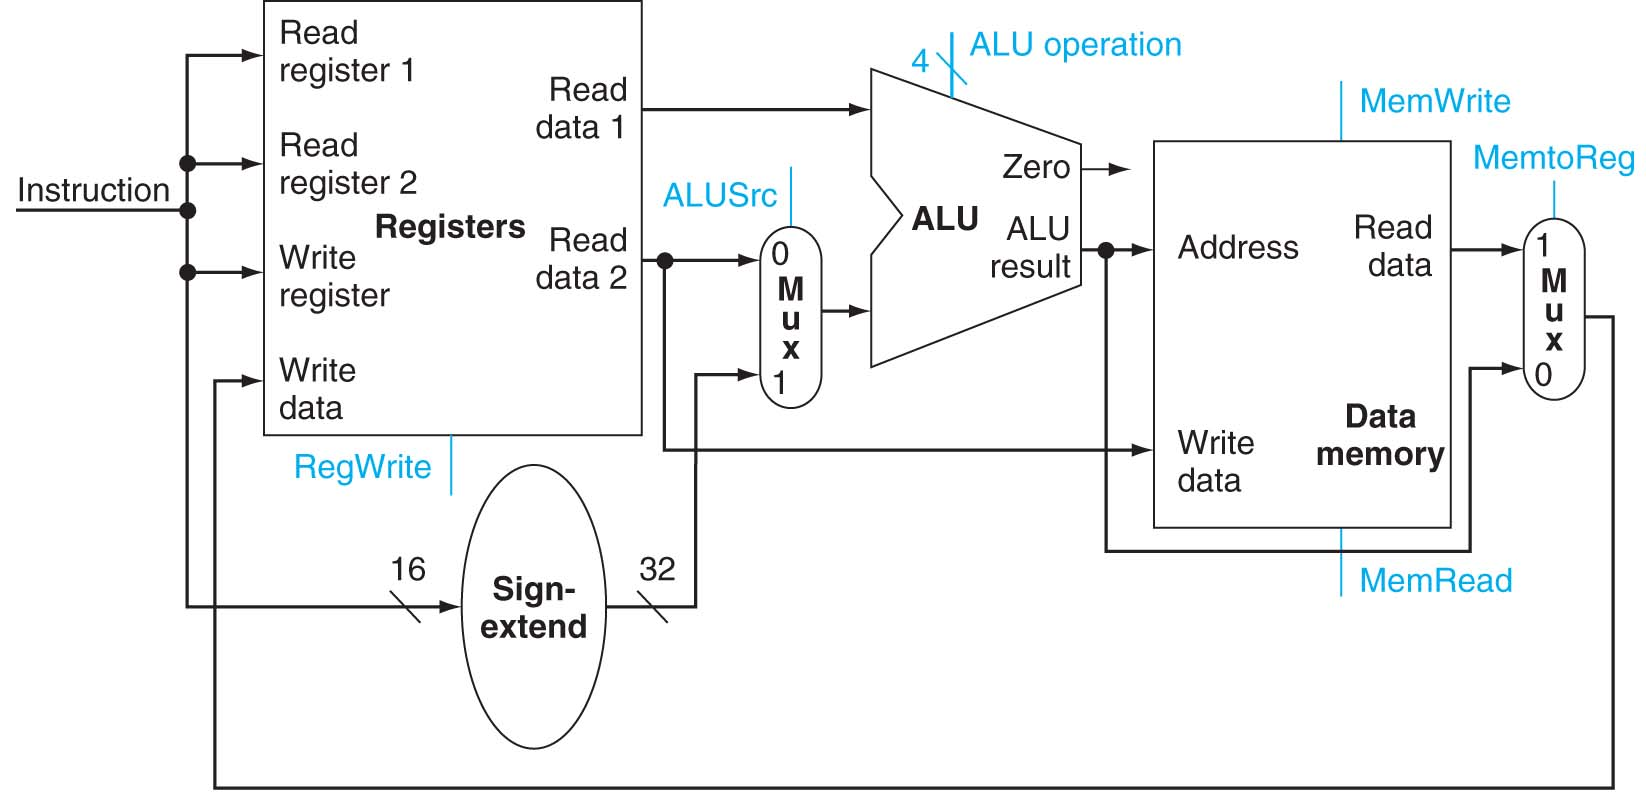 Instruction
Read
register 1
Read
register 2
Registers
Write
register
Write
data
Read
data 1
Read
data 2
RegWrite
16
Sign-
extend
32
ALUSrc
0
M
u
x
1
4
ALU operation
Zero
ALU
ALU
result
MemWrite
Address
Read
data
Write
data
Data
memory
MemRead
MemtoReg
1
M
u
x
0